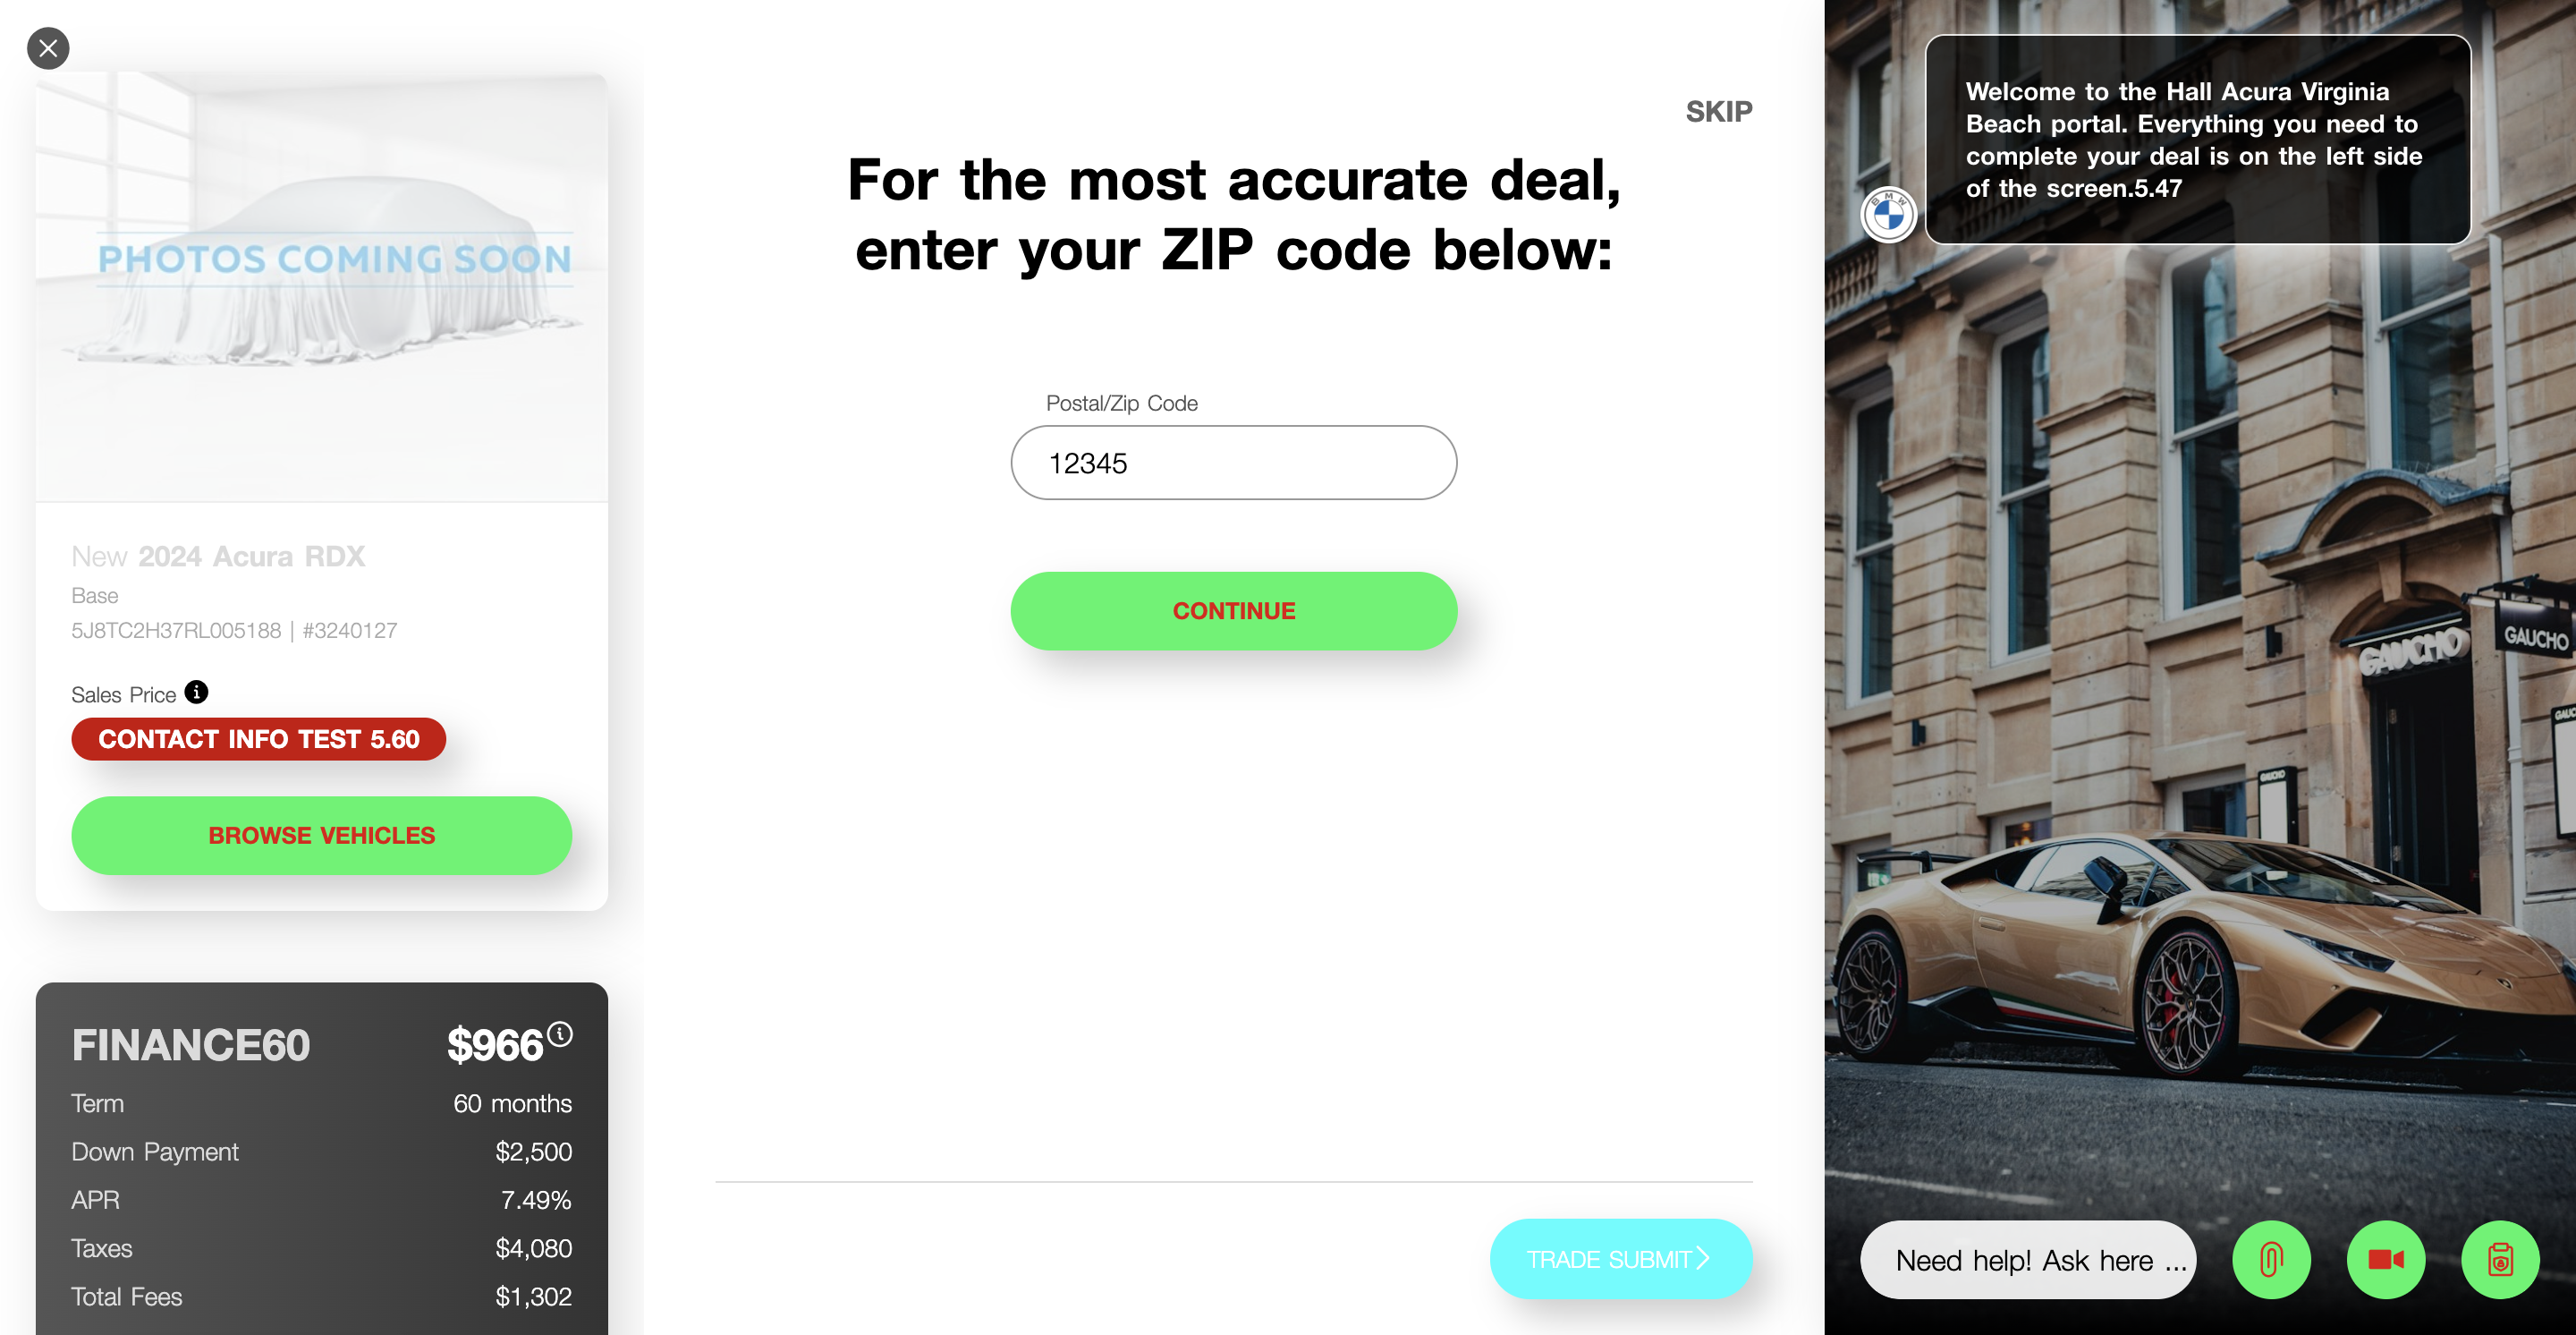 PHOTOS COMING SOON
New 2024 Acura RDX
Base
5J8TC2H37RL005188 | #3240127
Sales Price
CONTACT INFO TEST 5.60
BROWSE VEHICLES
FINANCE60 $966
Term 60 months
Down Payment $2,500
APR 7.49%
Taxes $4,080
Total Fees $1,302
SKIP
For the most accurate deal,
enter your ZIP code below:
Postal/Zip Code
12345
CONTINUE
TRADE SUBMIT
Welcome to the Hall Acura Virginia
Beach portal. Everything you need to
complete your deal is on the left side
of the screen.5.47
BMW
GAUCHO
GAUCHO
GAUCHO
Need help! Ask here ...